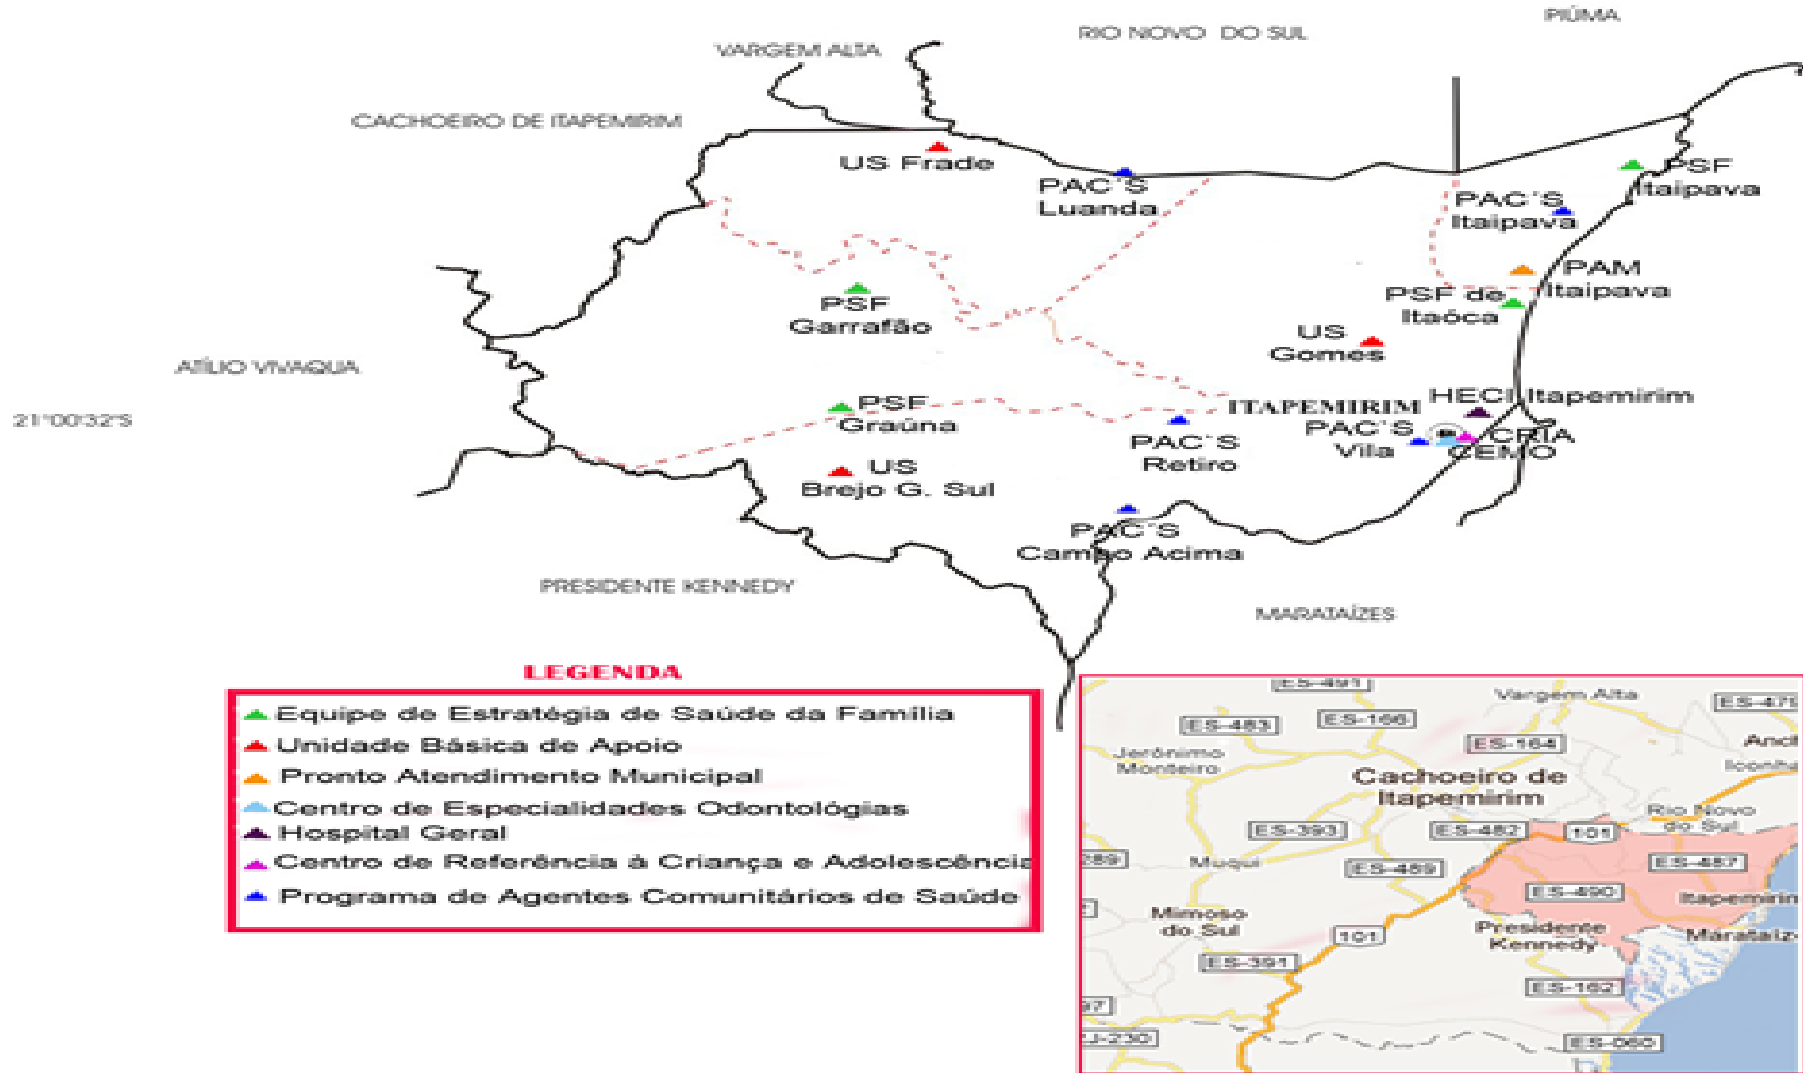 PIÚMA
RIO NOVO DO SUL
VARGEM ALTA
CACHOEIRO DE ITAPEMIRIM
US Frade
PAC´S
Luanda
PSF
Itaipava
PAC´S
Itaipava
PAM
Itaipava
PSF de
Itaóca
PSF
Garrafão
US
Gomes
ATÍLIO VIVAQUA
HECI Itapemirim
ITAPEMIRIM
PSF
Graúna
21°00'32"S
PAC´S
Vila
CRIA
CEMO
PAC´S
Retiro
US
Brejo G. Sul
PAC´S
Campo Acima
PRESIDENTE KENNEDY
MARATAÍZES
LEGENDA
Equipe de Estratégia de Saúde da Família
Unidade Básica de Apoio
Pronto Atendimento Municipal
Centro de Especialidades Odontológias
Hospital Geral
Centro de Referência à Criança e Adolescência
Programa de Agentes Comunitários de Saúde
ES-491
Vargem Alta
ES-483
ES-166
ES-164
Jerônimo
Monteiro
Cachoeiro de
Itapemirim
Rio Novo
do Sul
ES-393
ES-482
101
289
Muqui
ES-489
ES-487
ES-490
Itapemirim
Mimoso
do Sul
101
Presidente
Kennedy
Marataíz
ES-391
ES-162
97
J-230
ES-060